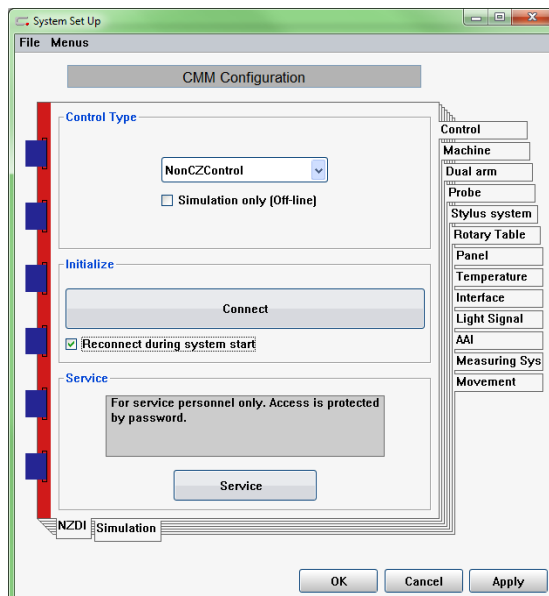 System Set Up
File Menus
CMM Configuration
Control Type
NonCZControl
Simulation only (Off-line)
Initialize
Connect
Reconnect during system start
Service
For service personnel only. Access is protected
by password.
Service
Control
Machine
Dual arm
Probe
Stylus system
Rotary Table
Panel
Temperature
Interface
Light Signal
AAI
Measuring Sys
Movement
NZDI Simulation
OK Cancel Apply